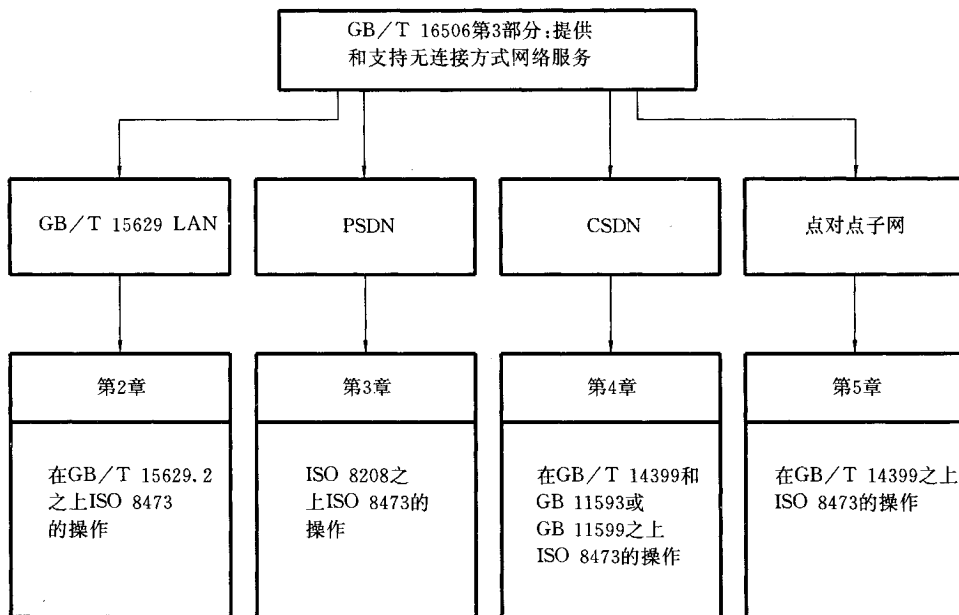 GB/T 16506第3部分:提供
和支持无连接方式网络服务
GB/T 15629 LAN
PSDN
CSDN
点对点子网
第2章
第3章
第4章
第5章
在GB/T 15629.2
之上ISO 8473
的操作
ISO 8208之
上ISO 8473的
操作
在GB/T 14399和
GB 11593或
GB 11599之上
ISO 8473的操作
在GB/T 14399之上
ISO 8473的操作